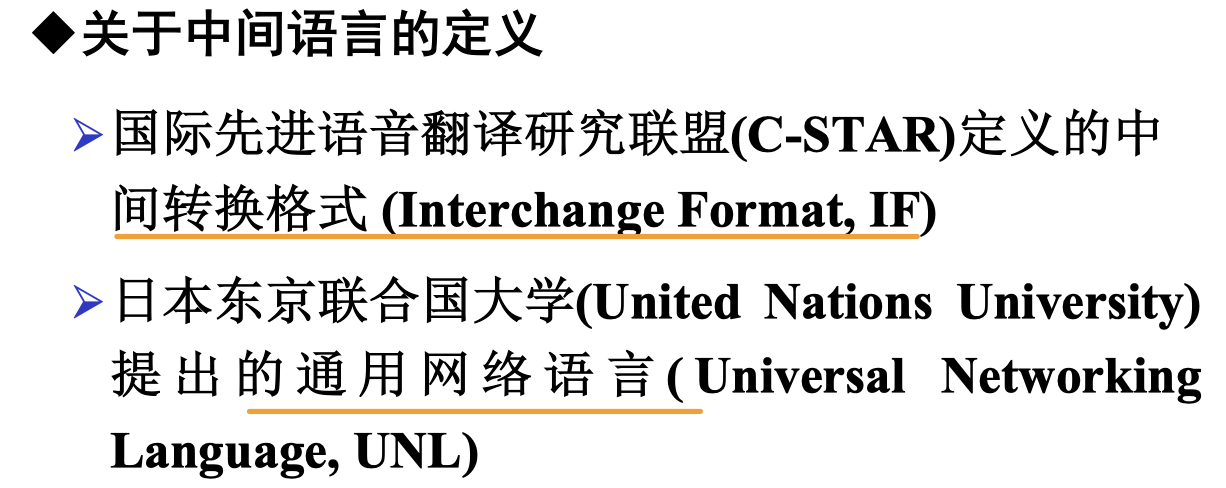 ◆关于中间语言的定义
➢国际先进语音翻译研究联盟(C-STAR)定义的中
间转换格式 (Interchange Format, IF)
➢日本东京联合国大学(United Nations University)
提出的通用网络语言(Universal Networking
Language, UNL)